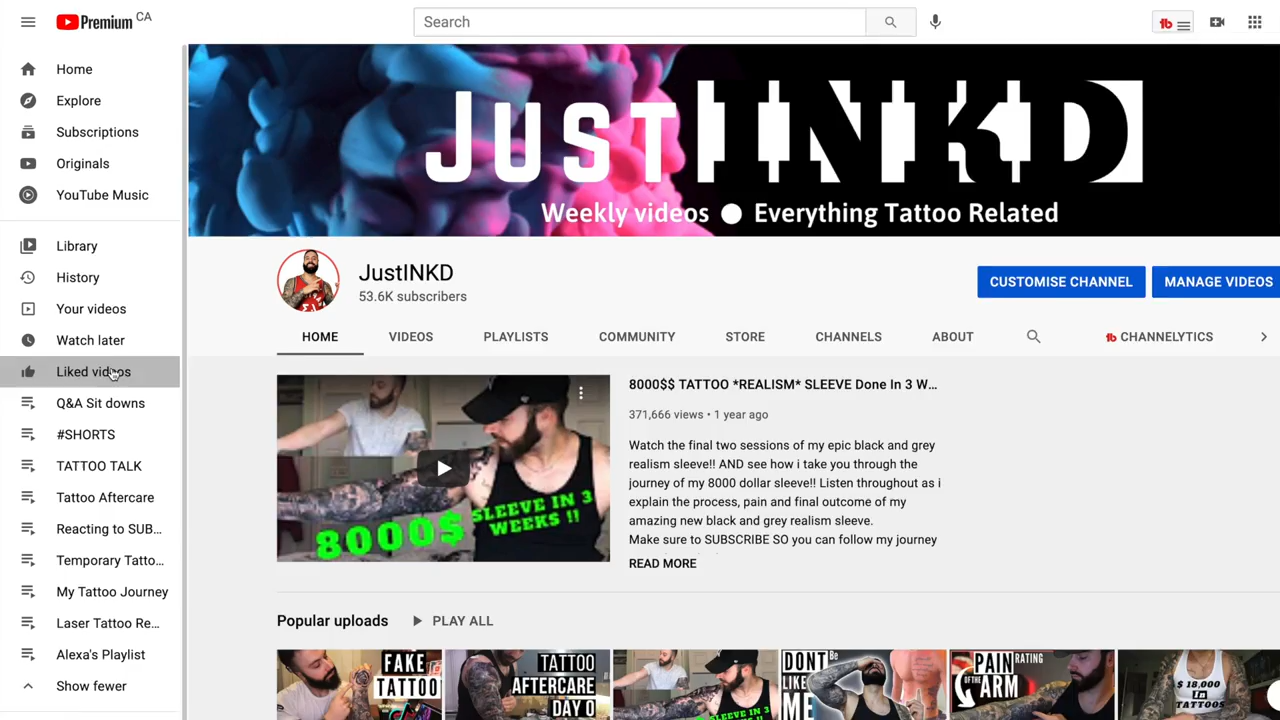 Premium CA
Search
Home
Explore
Subscriptions
Originals
YouTube Music
Library
History
Your videos
Watch later
Liked videos
Q&A Sit downs
#SHORTS
TATTOO TALK
Tattoo Aftercare
Reacting to SUB...
Temporary Tatto...
My Tattoo Journey
Laser Tattoo Re...
Alexa's Playlist
Show fewer
JustINKD
Weekly videos ● Everything Tattoo Related
JustINKD
53.6K subscribers
CUSTOMISE CHANNEL
MANAGE VIDEOS
HOME
VIDEOS
PLAYLISTS
COMMUNITY
STORE
CHANNELS
ABOUT
tb CHANNELYTICS
8000$ SLEEVE IN 3
WEEKS !!
8000$$ TATTOO *REALISM* SLEEVE Done In 3 W...
371,666 views • 1 year ago
Watch the final two sessions of my epic black and grey
realism sleeve!! AND see how i take you through the
journey of my 8000 dollar sleeve!! Listen throughout as i
explain the process, pain and final outcome of my
amazing new black and grey realism sleeve.
Make sure to SUBSCRIBE SO you can follow my journey
READ MORE
Popular uploads
PLAY ALL
FAKE
TATTOO
TATTOO
AFTERCARE
DAY 0
SLEEVE IN 3
DONT Be
LIKE
ME
PAIN RATING
OF THE ARM
$ 18,000
In
TATTOOS